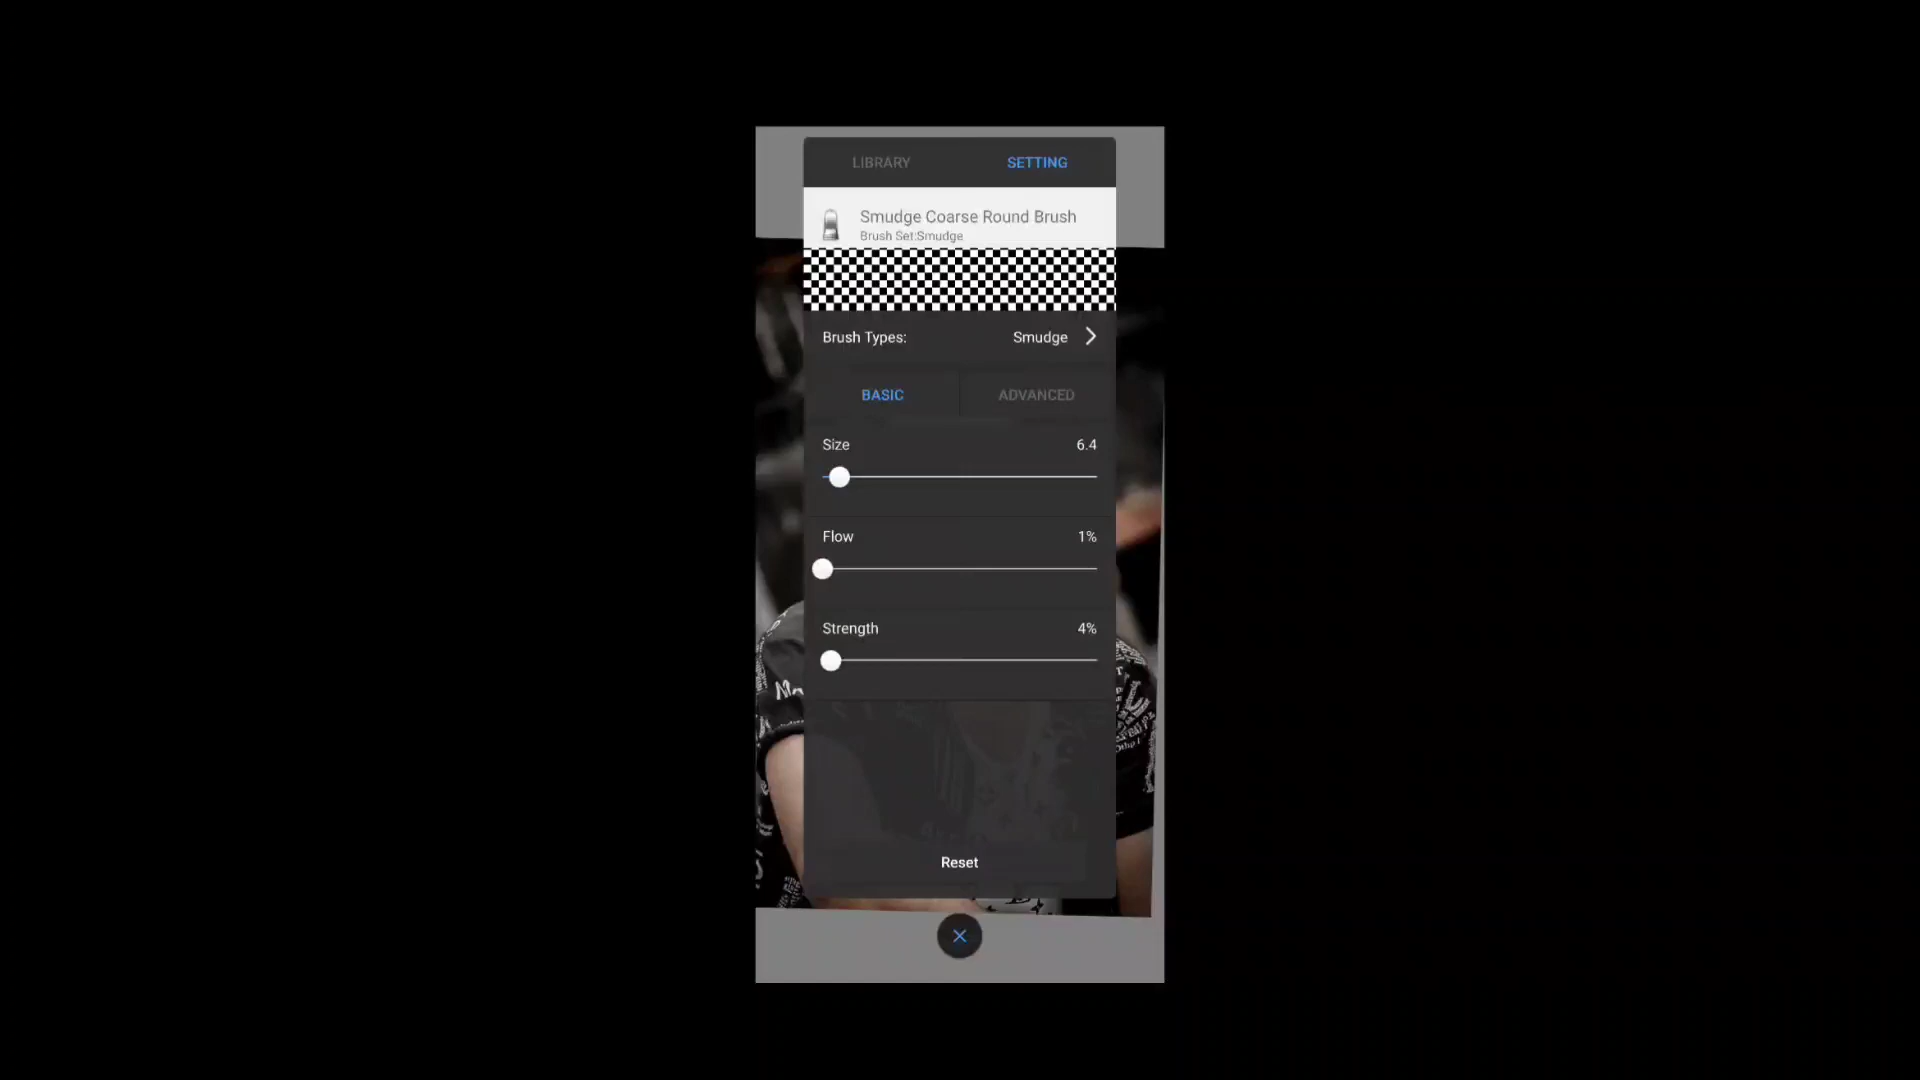 LIBRARY SETTING
Smudge Coarse Round Brush
Brush Set:Smudge
Brush Types: Smudge
BASIC ADVANCED
Size 6.4
Flow 1%
Strength 4%
Reset